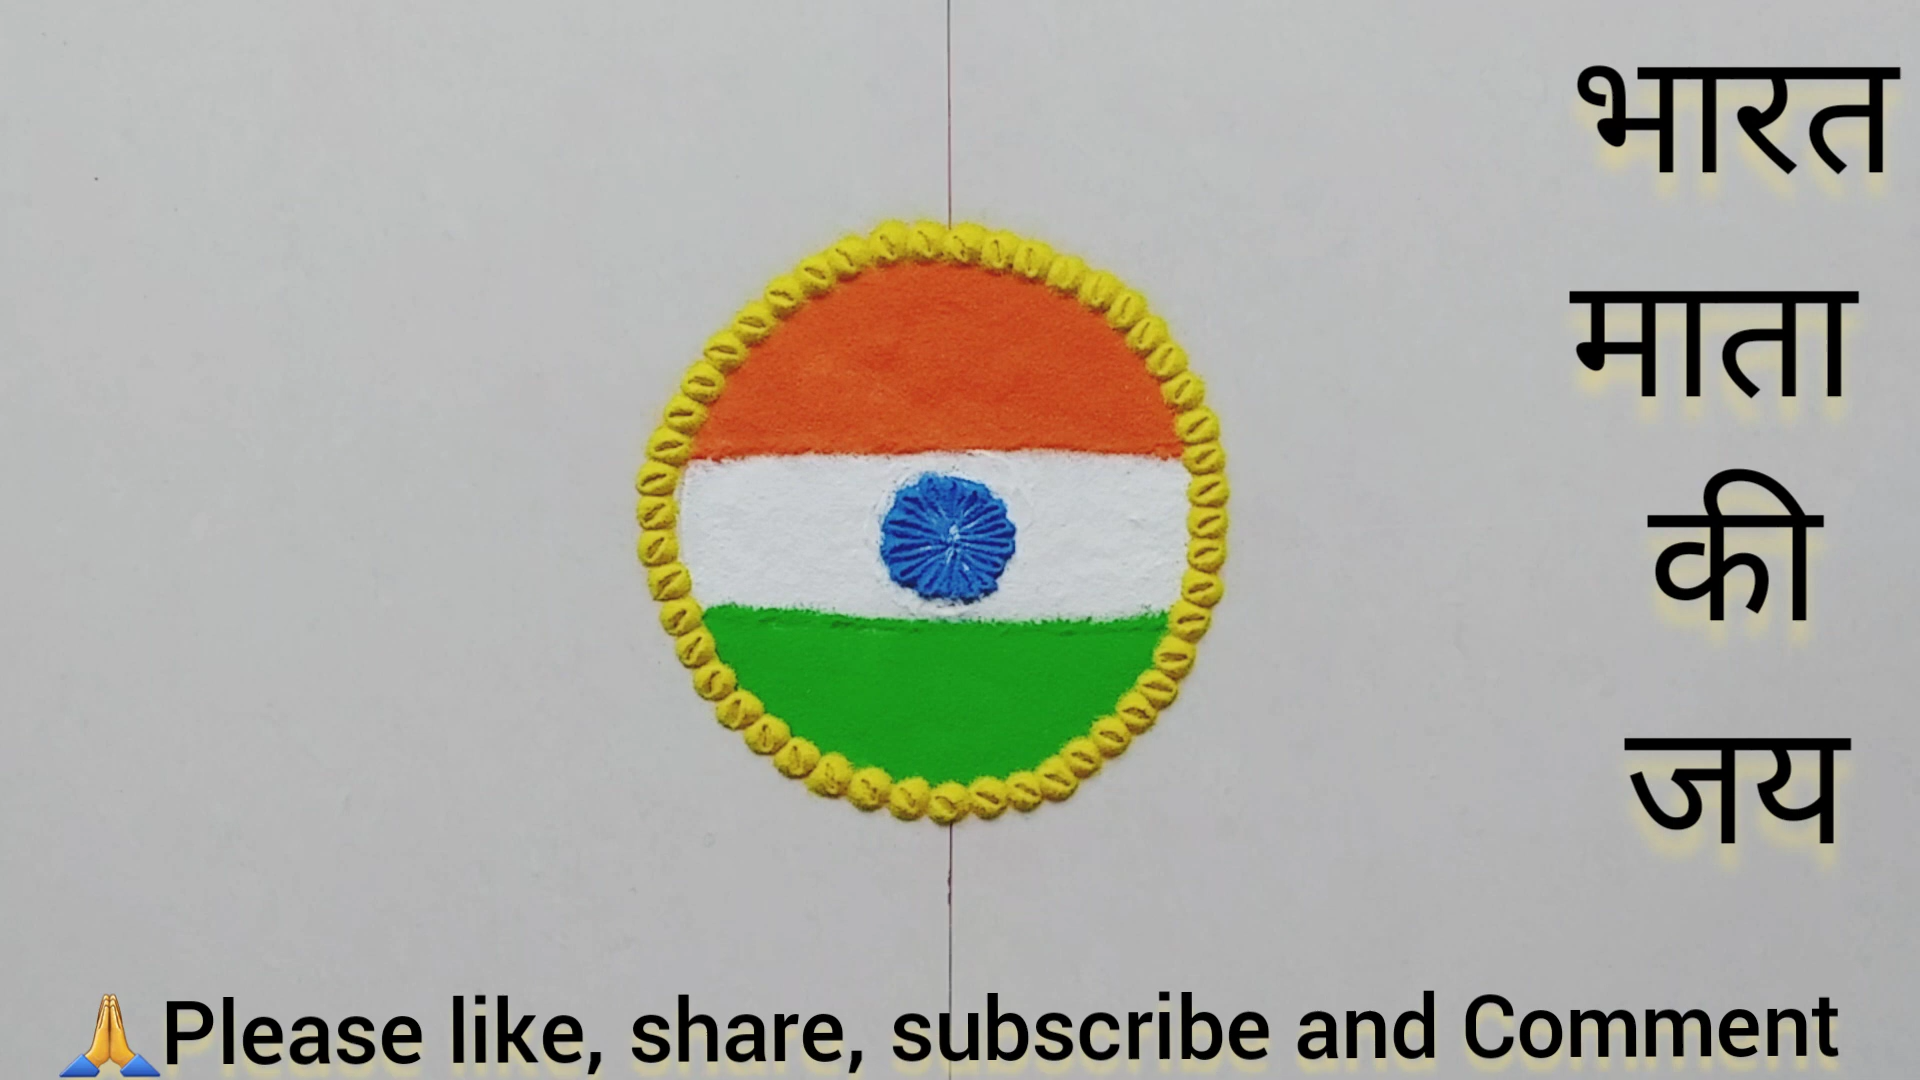 भारत
माता
की
जय
🙏Please like, share, subscribe and Comment